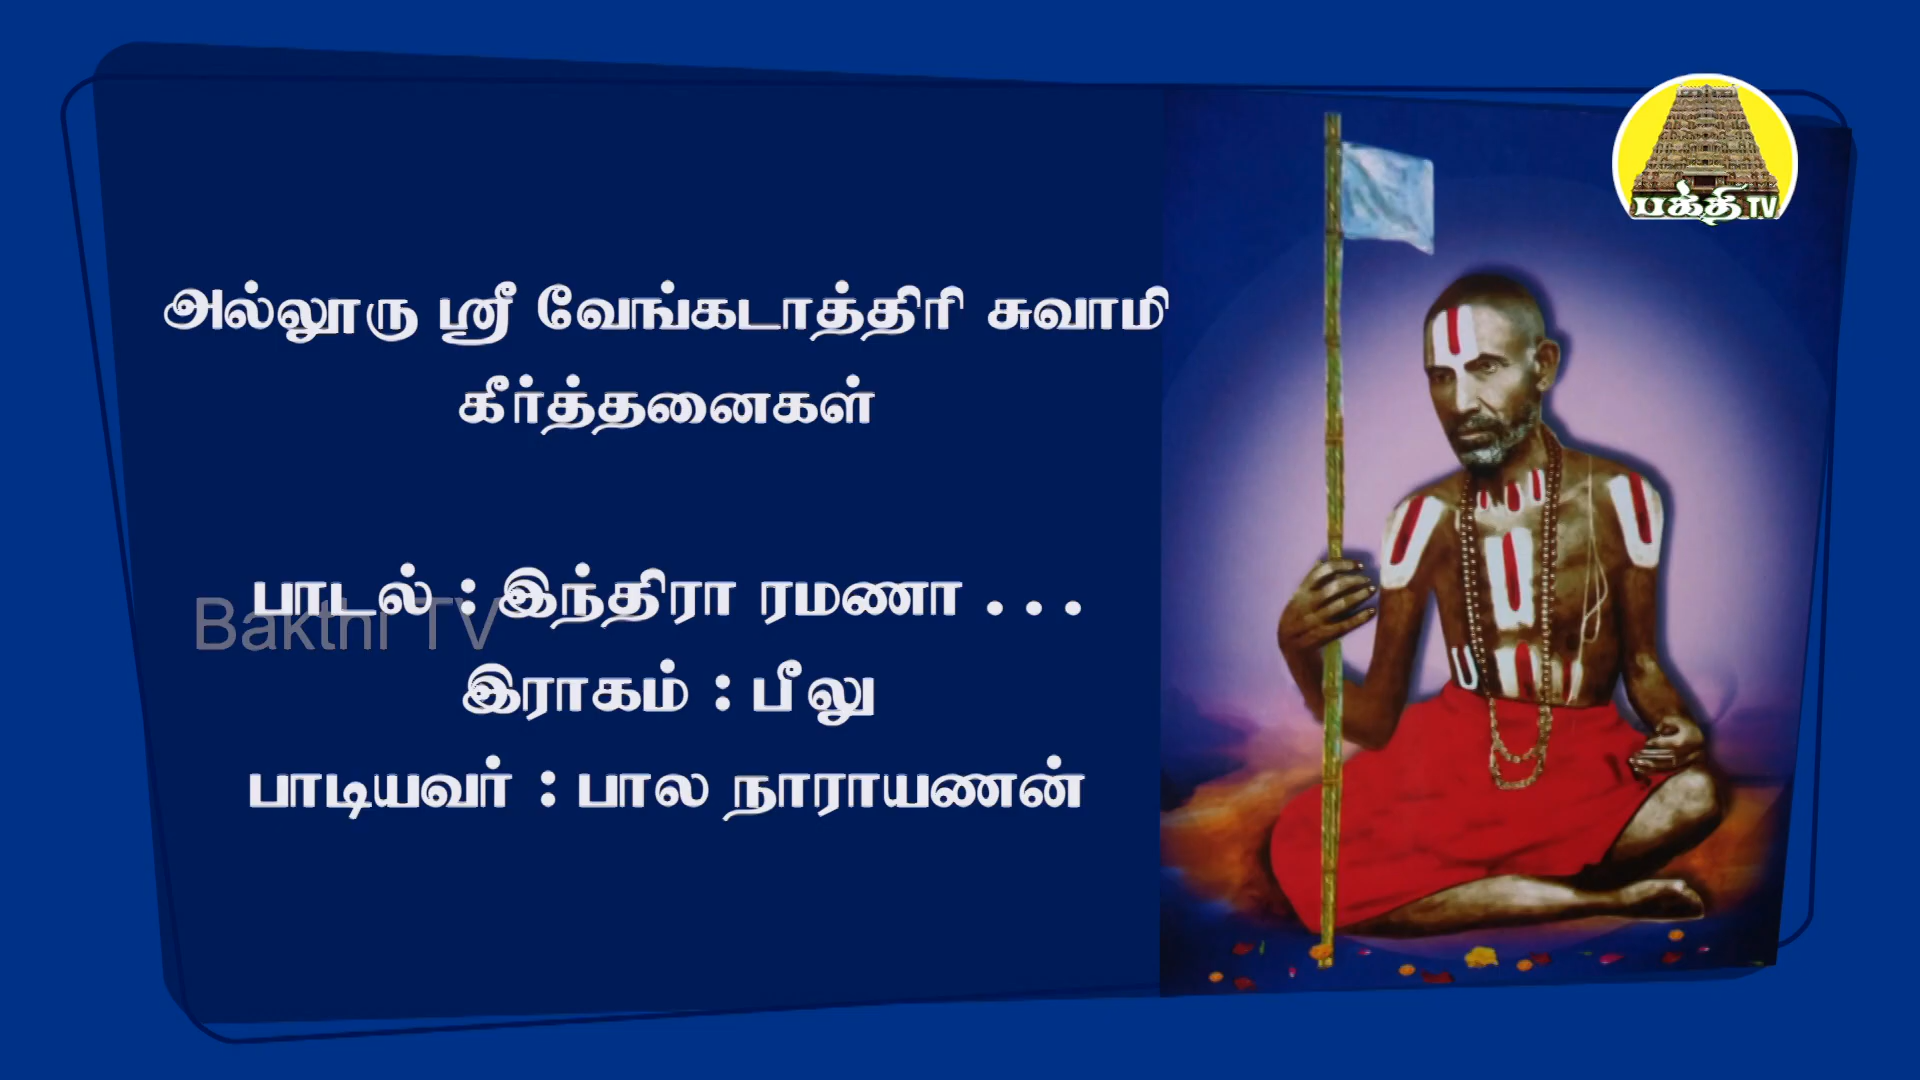 பக்தி TV
அல்லூரு ஸ்ரீ வேங்கடாத்திரி சுவாமி
கீர்த்தனைகள்
பாடல் : இந்திரா ரமணா . . .
Bakthi TV
இராகம் : பீலு
பாடியவர் : பால நாராயணன்